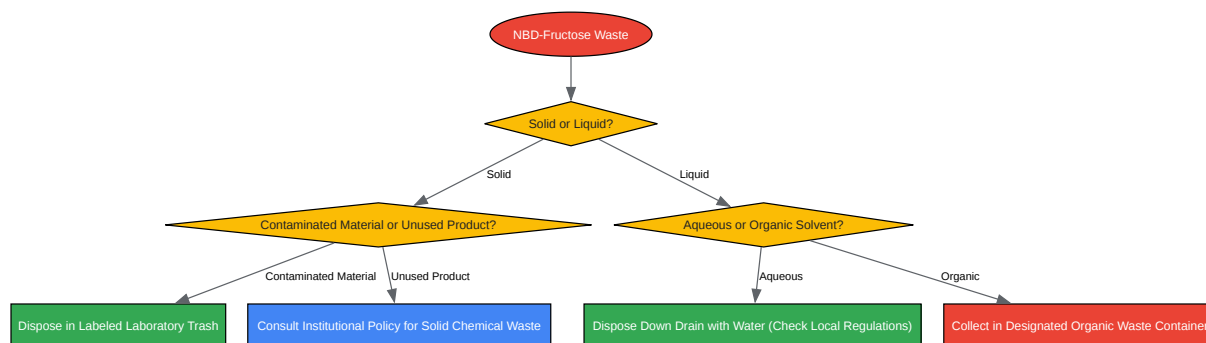 NBD-Fructose Waste
Solid or Liquid?
Solid
Liquid
Contaminated Material or Unused Product?
Aqueous or Organic Solvent?
Contaminated Material
Unused Product
Aqueous
Organic
Dispose in Labeled Laboratory Trash
Consult Institutional Policy for Solid Chemical Waste
Dispose Down Drain with Water (Check Local Regulations)
Collect in Designated Organic Waste Container